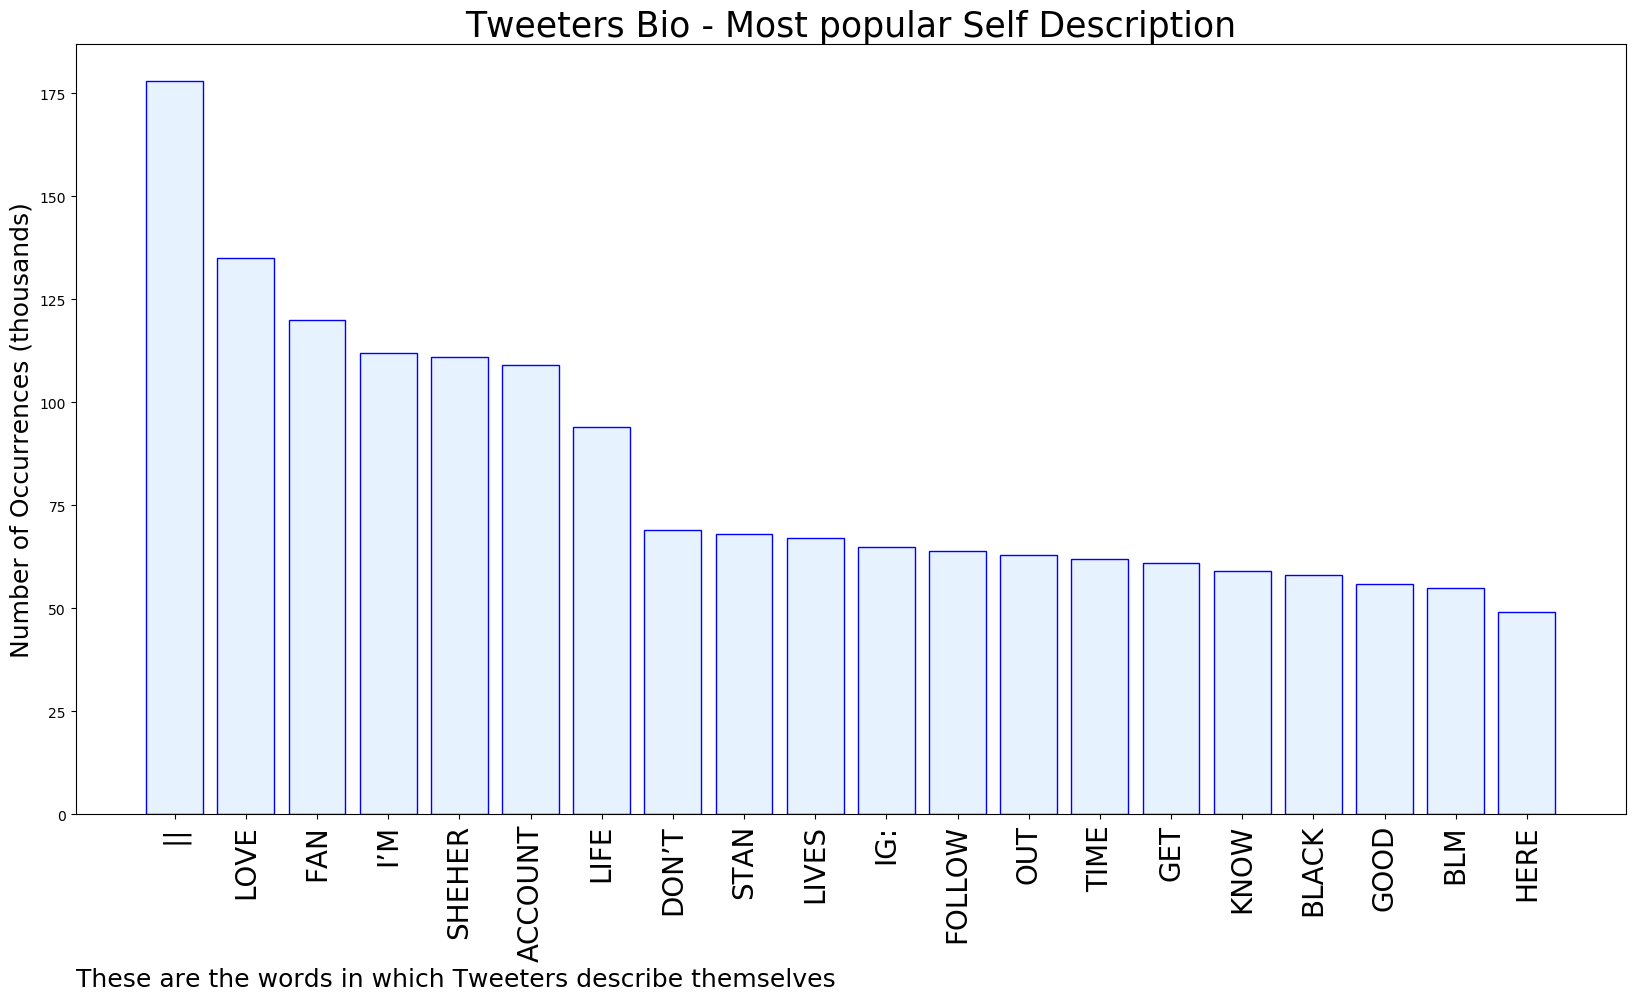 Tweeters Bio - Most popular Self Description
Number of Occurrences (thousands)
175
150
125
100
75
50
25
0
||
LOVE
FAN
I’M
SHEHER
ACCOUNT
LIFE
DON’T
STAN
LIVES
IG:
FOLLOW
OUT
TIME
GET
KNOW
BLACK
GOOD
BLM
HERE
These are the words in which Tweeters describe themselves